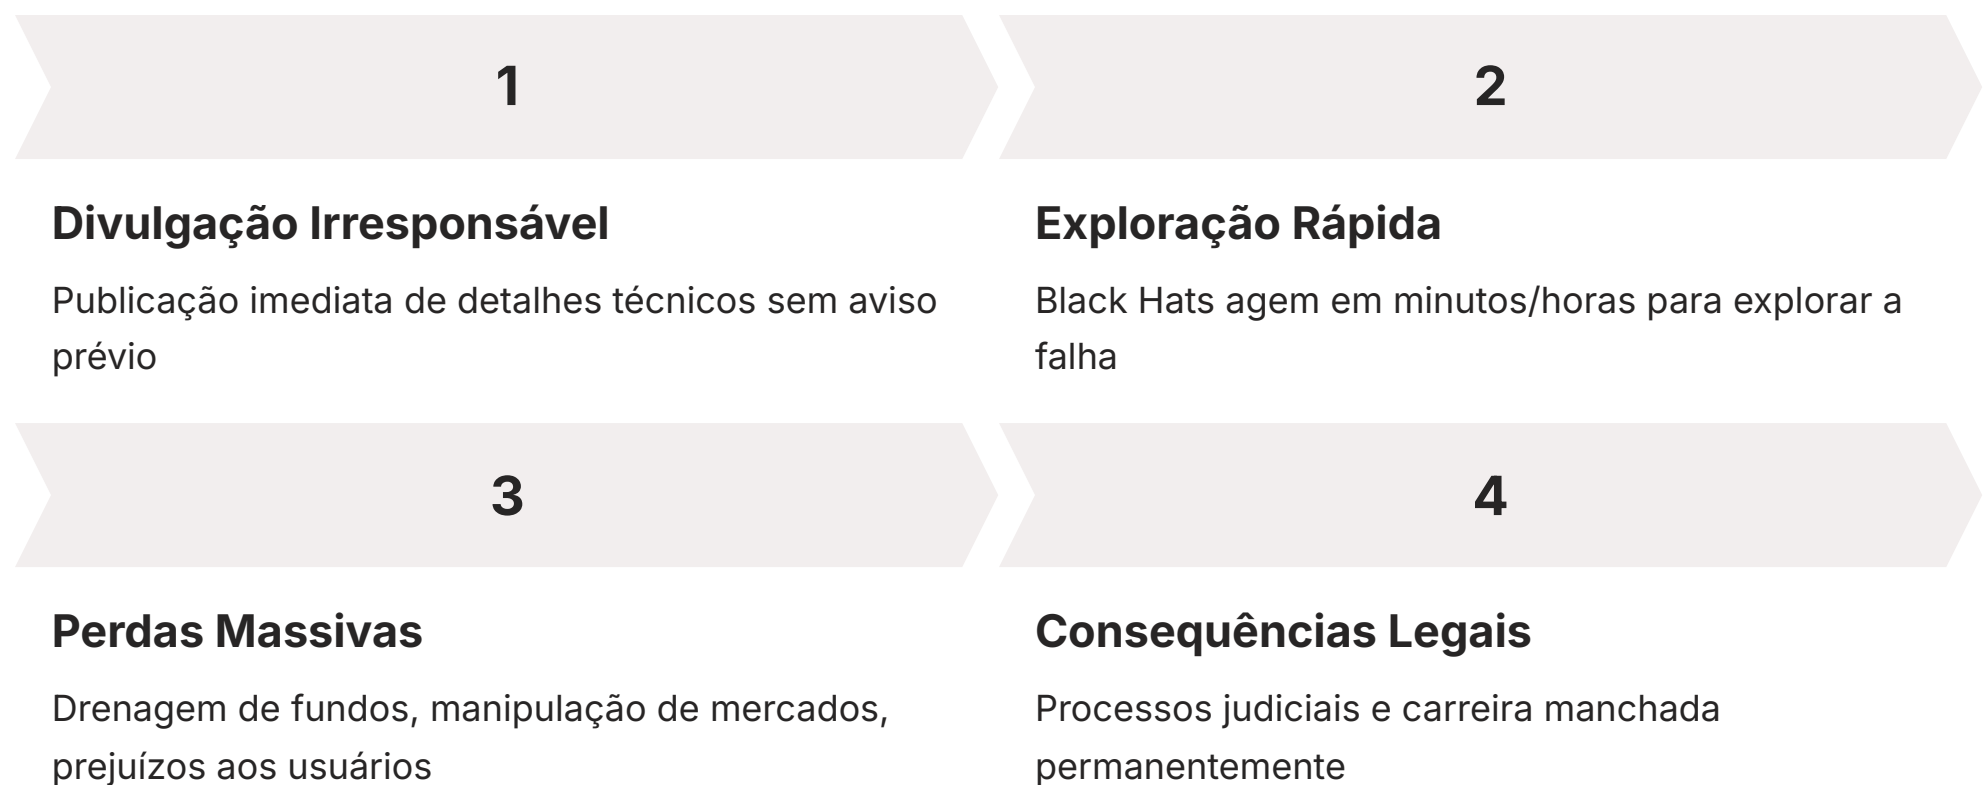 1
2
Divulgação Irresponsável
Publicação imediata de detalhes técnicos sem aviso
prévio
Exploração Rápida
Black Hats agem em minutos/horas para explorar a
falha
3
4
Perdas Massivas
Drenagem de fundos, manipulação de mercados,
prejuízos aos usuários
Consequências Legais
Processos judiciais e carreira manchada
permanentemente